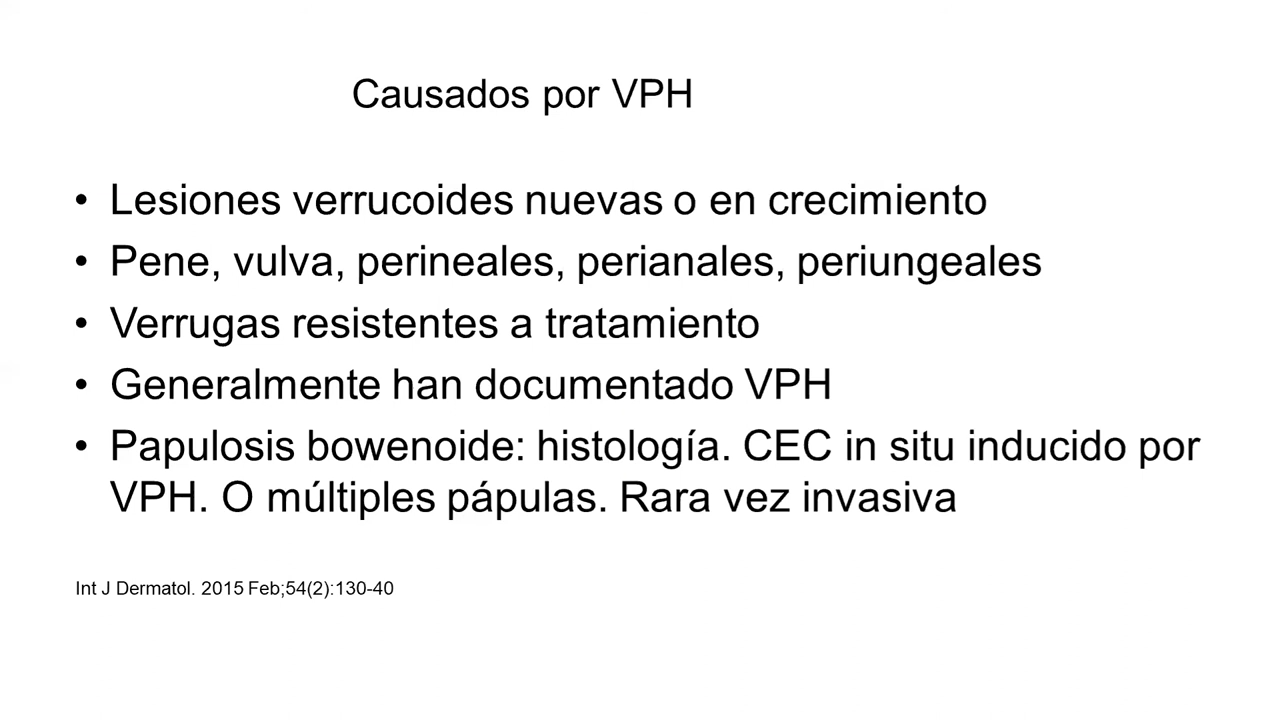 Causados por VPH
• Lesiones verrucoides nuevas o en crecimiento
• Pene, vulva, perineales, perianales, periungeales
• Verrugas resistentes a tratamiento
• Generalmente han documentado VPH
• Papulosis bowenoide: histología. CEC in situ inducido por
VPH. O múltiples pápulas. Rara vez invasiva
Int J Dermatol. 2015 Feb;54(2):130-40